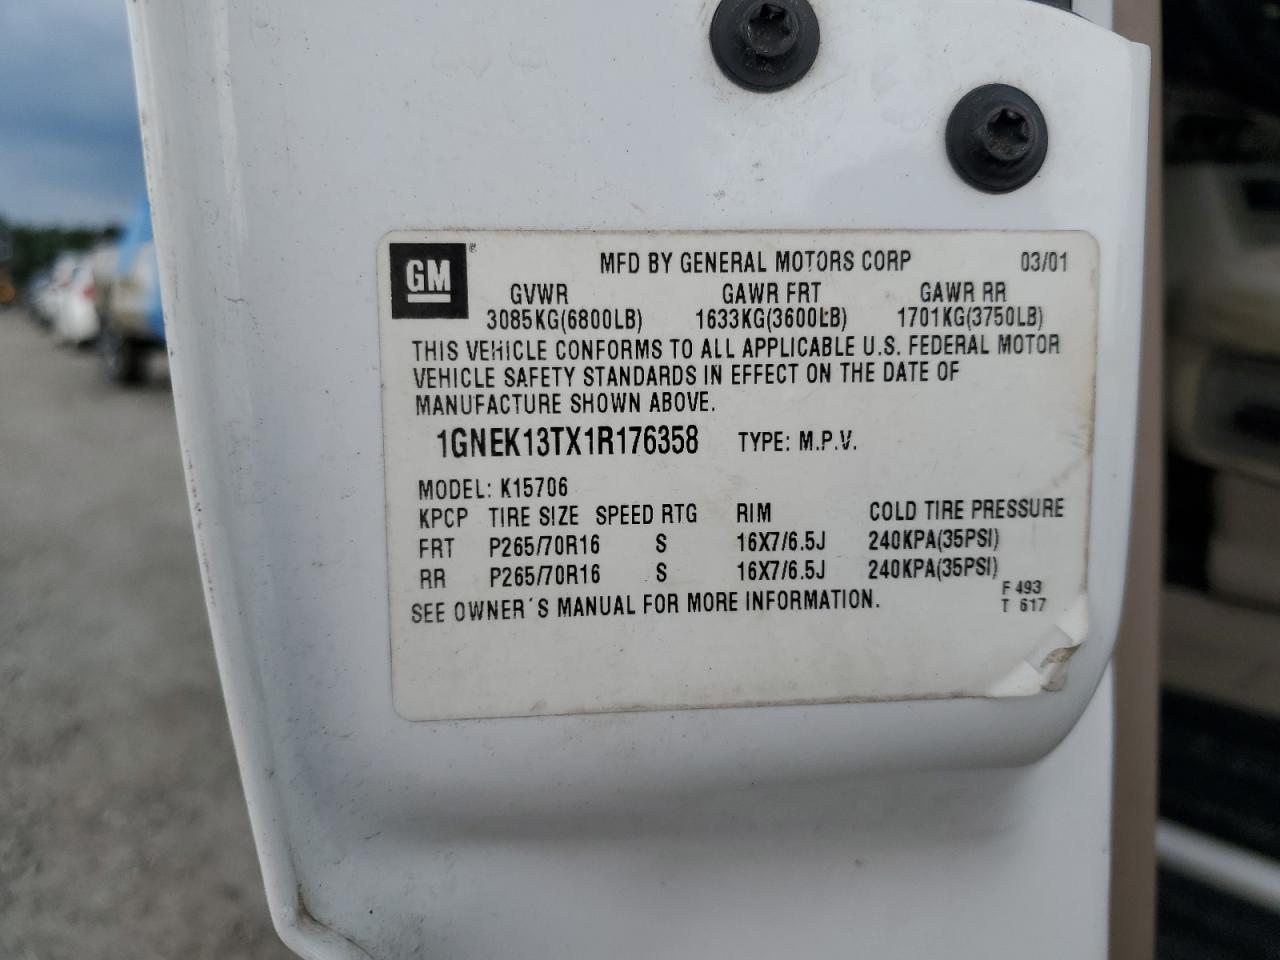 GM ®
MFD BY GENERAL MOTORS CORP 03/01
GVWR GAWR FRT GAWR RR
3085KG(6800LB) 1633KG(3600LB) 1701KG(3750LB)
THIS VEHICLE CONFORMS TO ALL APPLICABLE U.S. FEDERAL MOTOR
VEHICLE SAFETY STANDARDS IN EFFECT ON THE DATE OF
MANUFACTURE SHOWN ABOVE.
1GNEK13TX1R176358 TYPE: M.P.V.
MODEL: K15706
KPCP TIRE SIZE SPEED RTG RIM COLD TIRE PRESSURE
FRT P265/70R16 S 16X7/6.5J 240KPA(35PSI)
RR P265/70R16 S 16X7/6.5J 240KPA(35PSI)
SEE OWNER'S MANUAL FOR MORE INFORMATION.
F 493
T 617